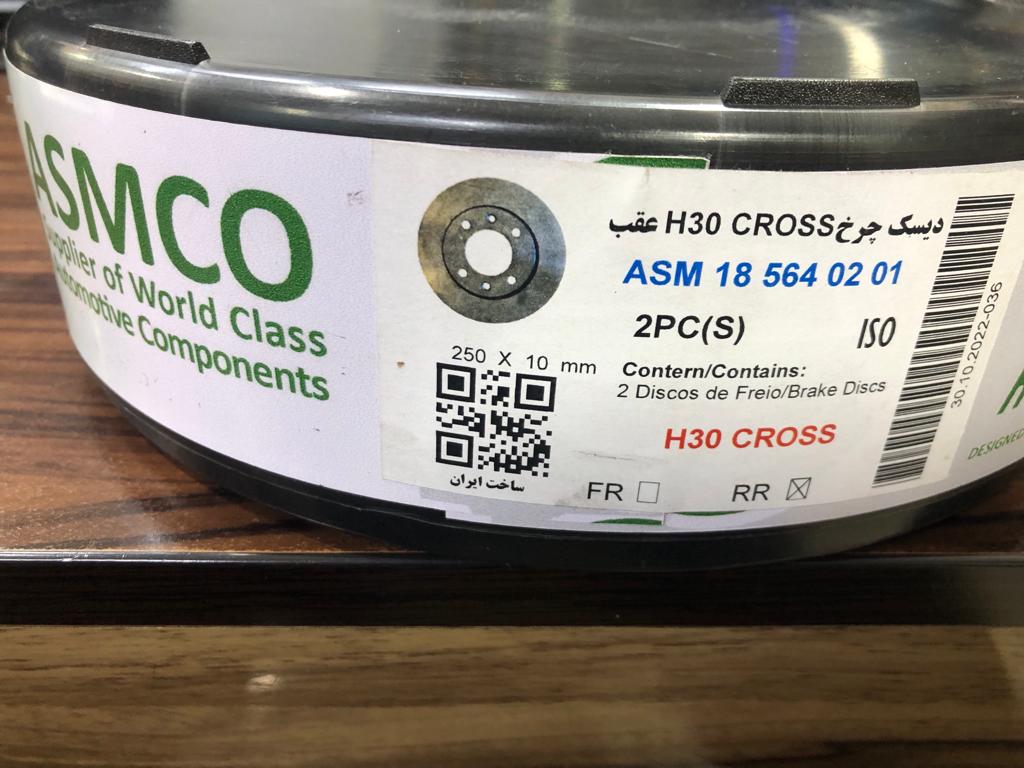 ASMCO
Supplier of World Class
Automotive Components
دیسک چرخ H30 CROSS عقب
ASM 18 564 02 01
2PC(S)
ISO
250 X 10 mm
Contern/Contains:
2 Discos de Freio/Brake Discs
H30 CROSS
ساخت ایران
FR
RR
30.10.2022-036
DESIGNED